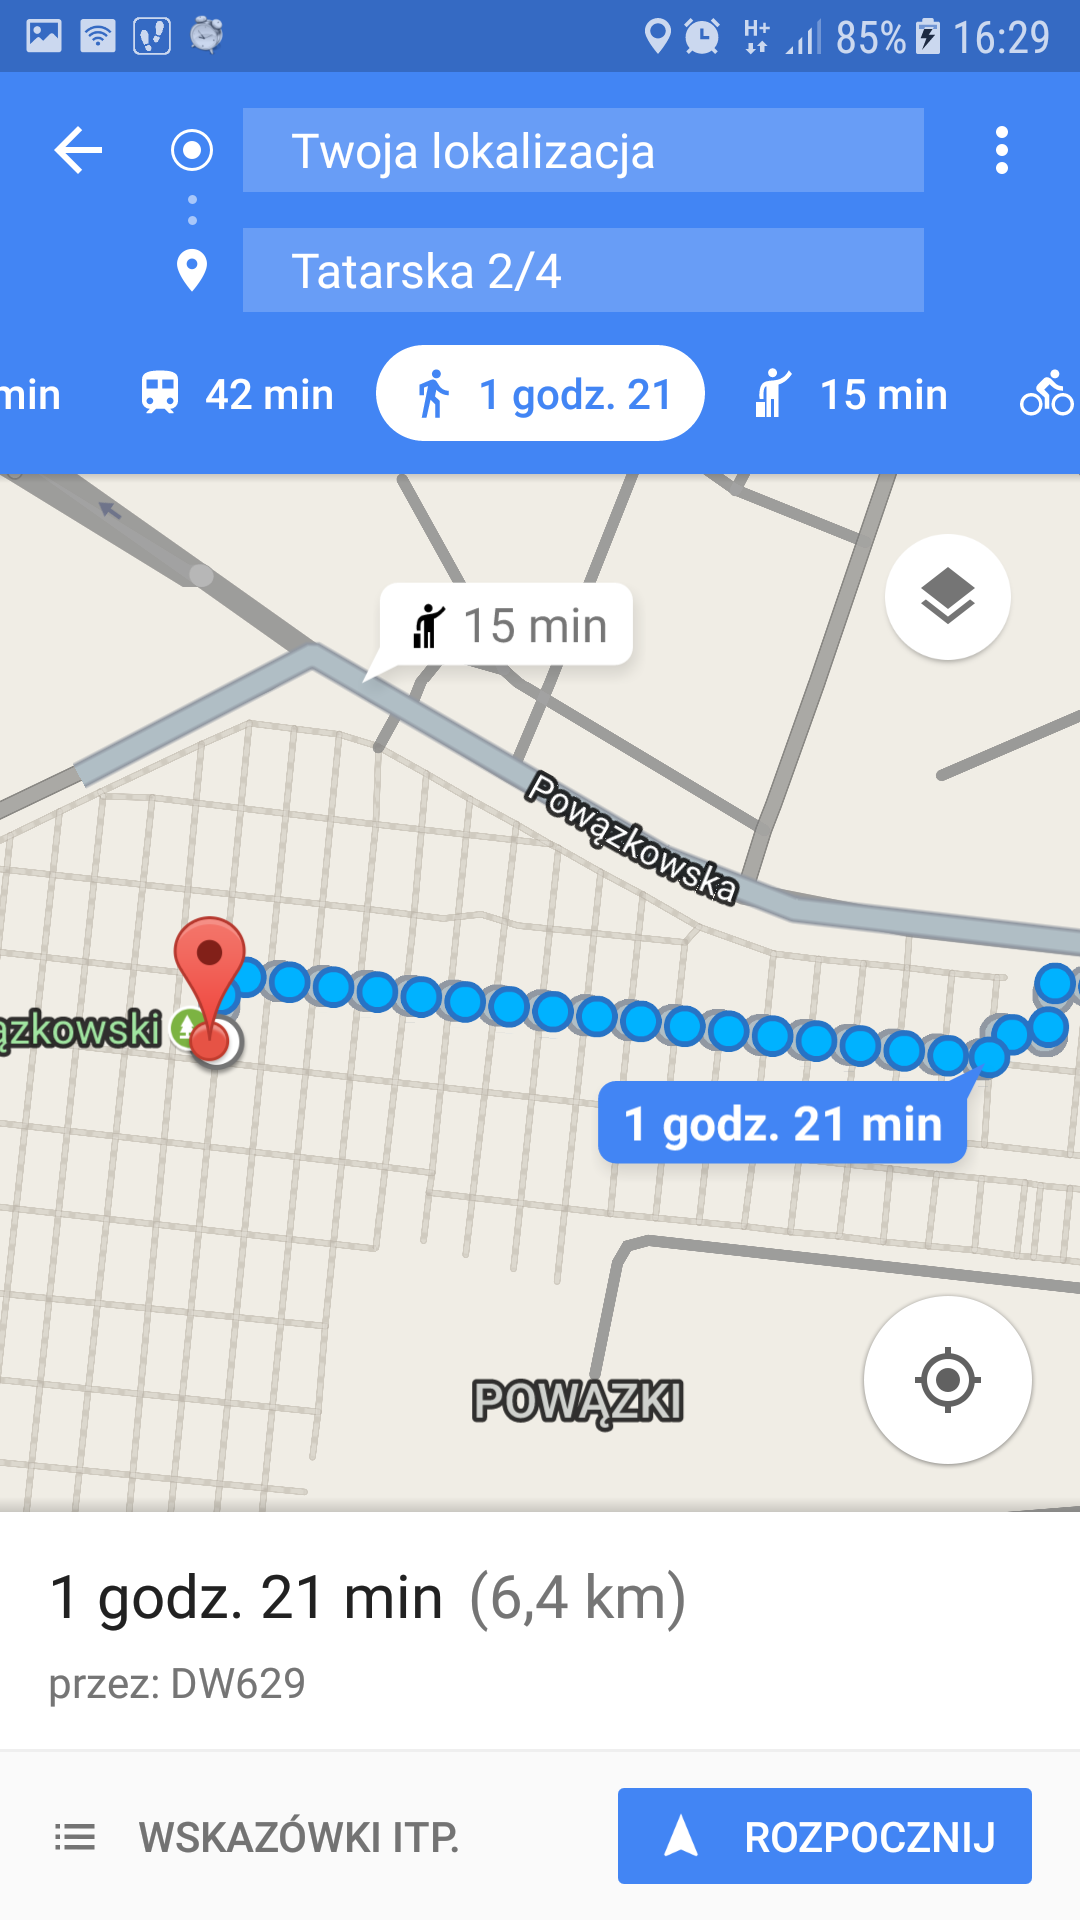 H+
85%
16:29
Twoja lokalizacja
Tatarska 2/4
min
42 min
1 godz. 21
15 min
15 min
Powązkowska
ązkowski
1 godz. 21 min
POWĄZKI
1 godz. 21 min (6,4 km)
przez: DW629
WSKAZÓWKI ITP.
ROZPOCZNIJ